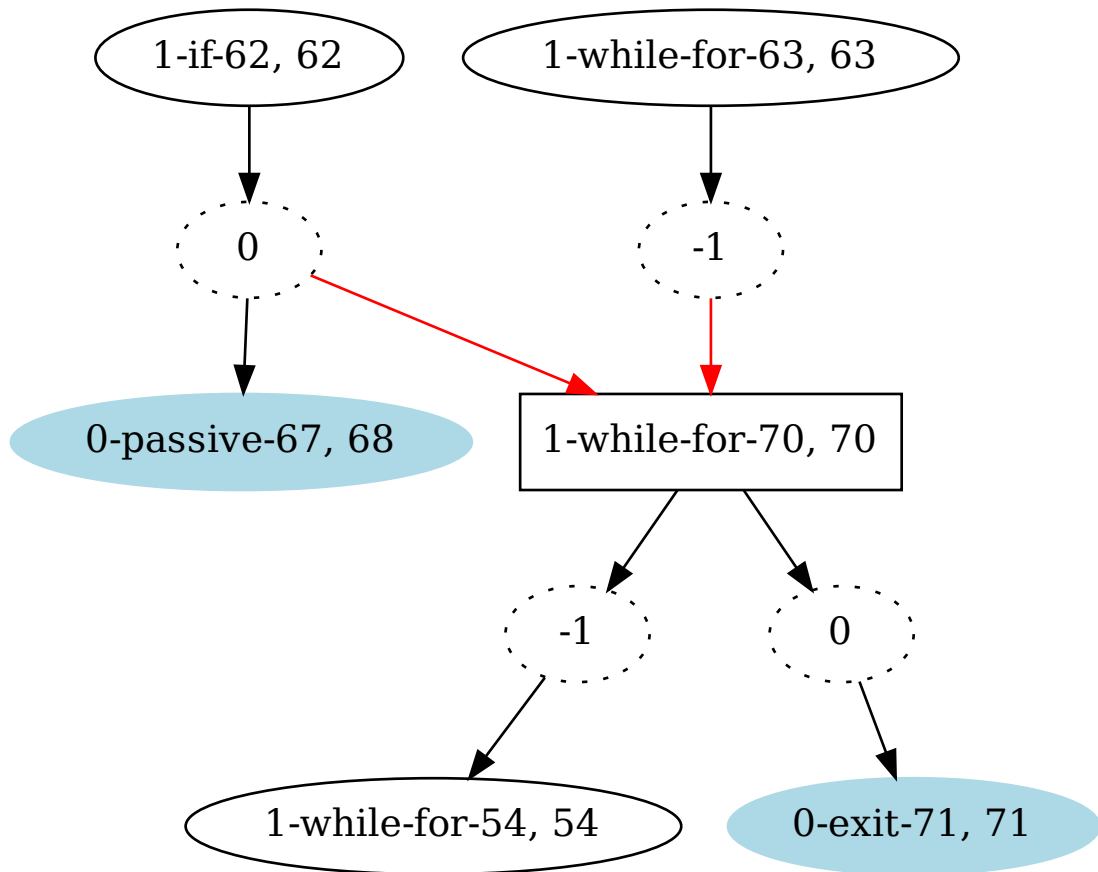 1-if-62, 62
1-while-for-63, 63
0
-1
0-passive-67, 68
1-while-for-70, 70
-1
0
1-while-for-54, 54
0-exit-71, 71